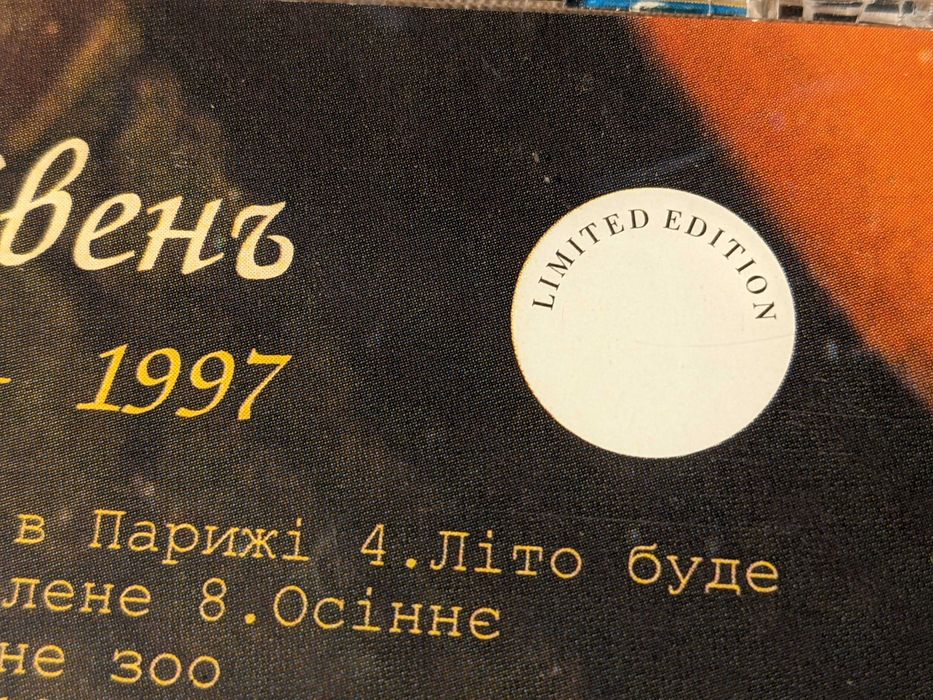 венъ
LIMITED EDITION
1997
в Парижі 4.Літо буде
лене 8.Осіннє
не зоо